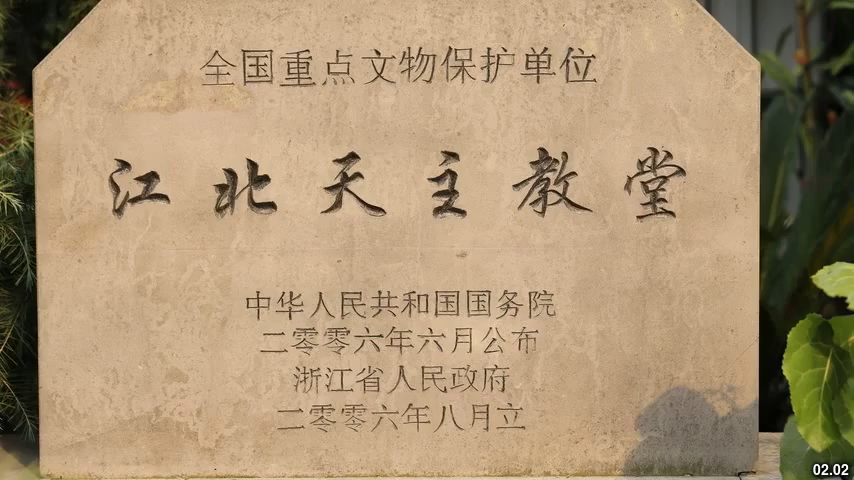 全国重点文物保护单位
江北天主教堂
中华人民共和国国务院
二零零六年六月公布
浙江省人民政府
二零零六年八月立
02.02